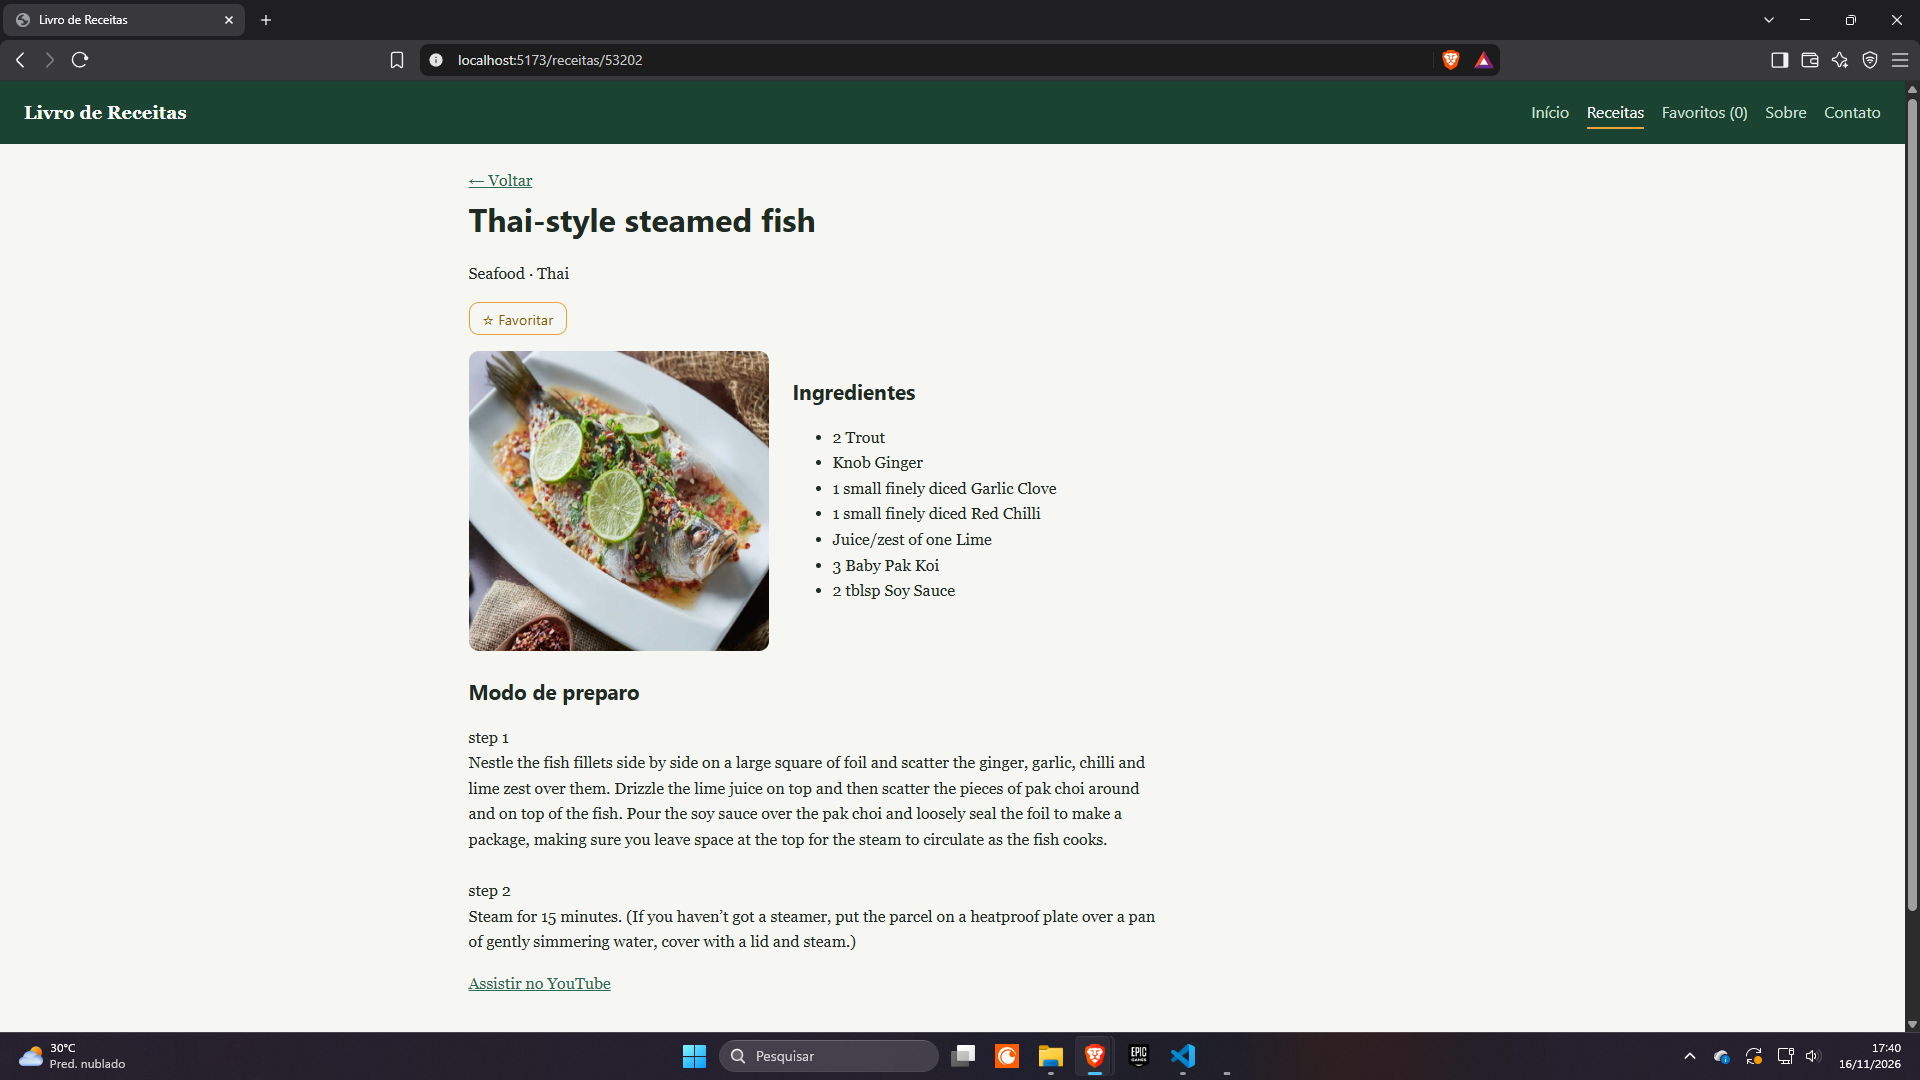 Livro de Receitas
localhost:5173/receitas/53202
Livro de Receitas
Início Receitas Favoritos (0) Sobre Contato
← Voltar
Thai-style steamed fish
Seafood · Thai
☆ Favoritar
Ingredientes
• 2 Trout
• Knob Ginger
• 1 small finely diced Garlic Clove
• 1 small finely diced Red Chilli
• Juice/zest of one Lime
• 3 Baby Pak Koi
• 2 tblsp Soy Sauce
Modo de preparo
step 1
Nestle the fish fillets side by side on a large square of foil and scatter the ginger, garlic, chilli and
lime zest over them. Drizzle the lime juice on top and then scatter the pieces of pak choi around
and on top of the fish. Pour the soy sauce over the pak choi and loosely seal the foil to make a
package, making sure you leave space at the top for the steam to circulate as the fish cooks.
step 2
Steam for 15 minutes. (If you haven’t got a steamer, put the parcel on a heatproof plate over a pan
of gently simmering water, cover with a lid and steam.)
Assistir no YouTube
30°C
Pred. nublado
Pesquisar
EPIC
GAMES
17:40
16/11/2026